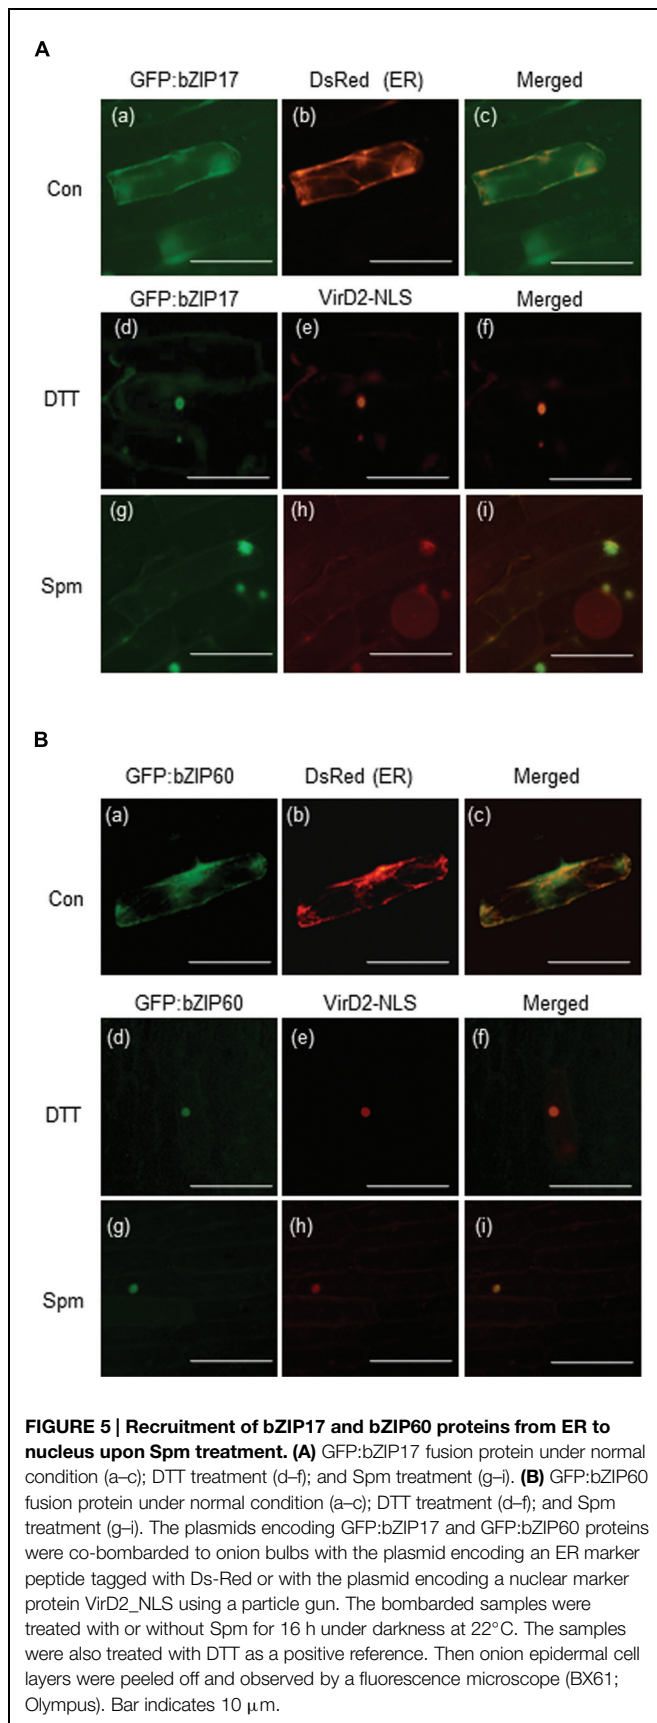 A
GFP:bZIP17 DsRed (ER) Merged
(a) (b) (c)
Con
GFP:bZIP17 VirD2-NLS Merged
(d) (e) (f)
DTT
(g) (h) (i)
Spm
B
GFP:bZIP60 DsRed (ER) Merged
(a) (b) (c)
Con
GFP:bZIP60 VirD2-NLS Merged
(d) (e) (f)
DTT
(g) (h) (i)
Spm
FIGURE 5 | Recruitment of bZIP17 and bZIP60 proteins from ER to
nucleus upon Spm treatment. (A) GFP:bZIP17 fusion protein under normal
condition (a–c); DTT treatment (d–f); and Spm treatment (g–i). (B) GFP:bZIP60
fusion protein under normal condition (a–c); DTT treatment (d–f); and Spm
treatment (g–i). The plasmids encoding GFP:bZIP17 and GFP:bZIP60 proteins
were co-bombarded to onion bulbs with the plasmid encoding an ER marker
peptide tagged with Ds-Red or with the plasmid encoding a nuclear marker
protein VirD2_NLS using a particle gun. The bombarded samples were
treated with or without Spm for 16 h under darkness at 22°C. The samples
were also treated with DTT as a positive reference. Then onion epidermal cell
layers were peeled off and observed by a fluorescence microscope (BX61;
Olympus). Bar indicates 10 μm.